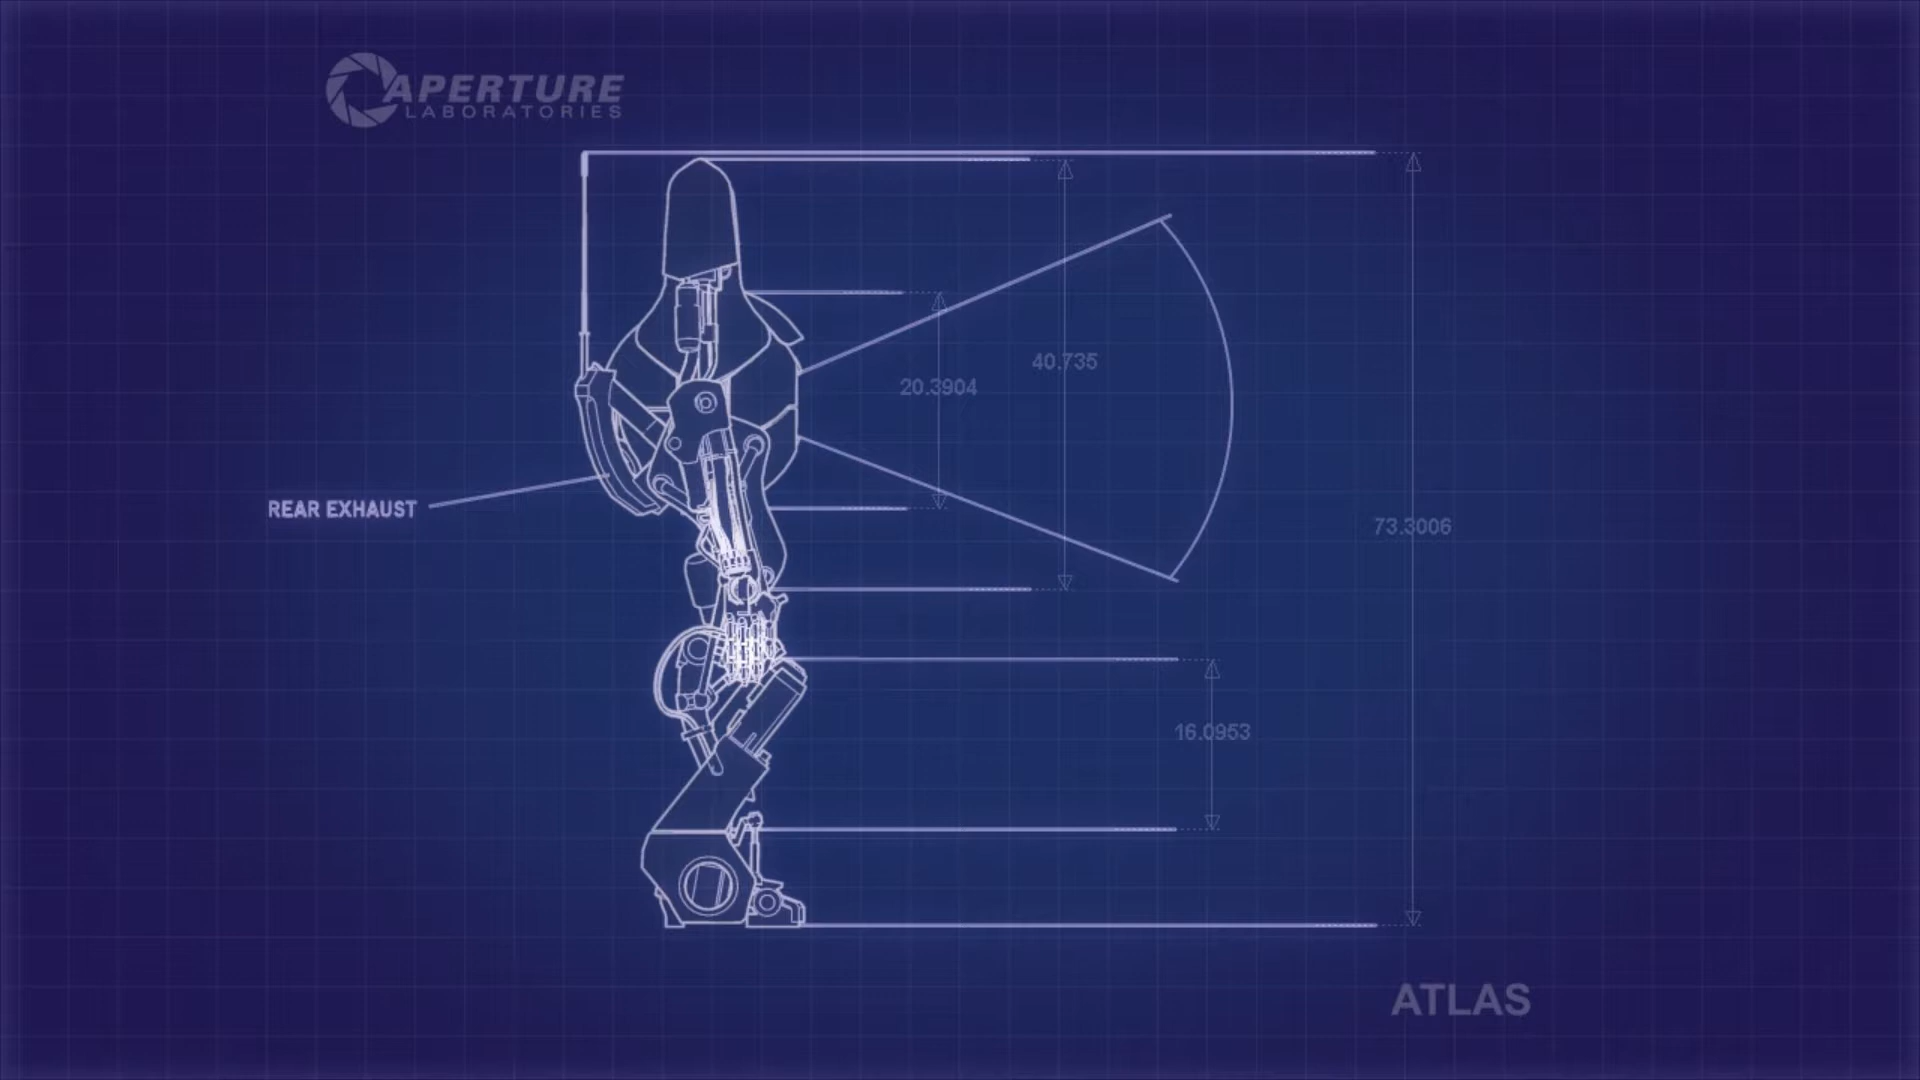 APERTURE
LABORATORIES
40.735
20.3904
REAR EXHAUST
73.3006
16.0953
ATLAS